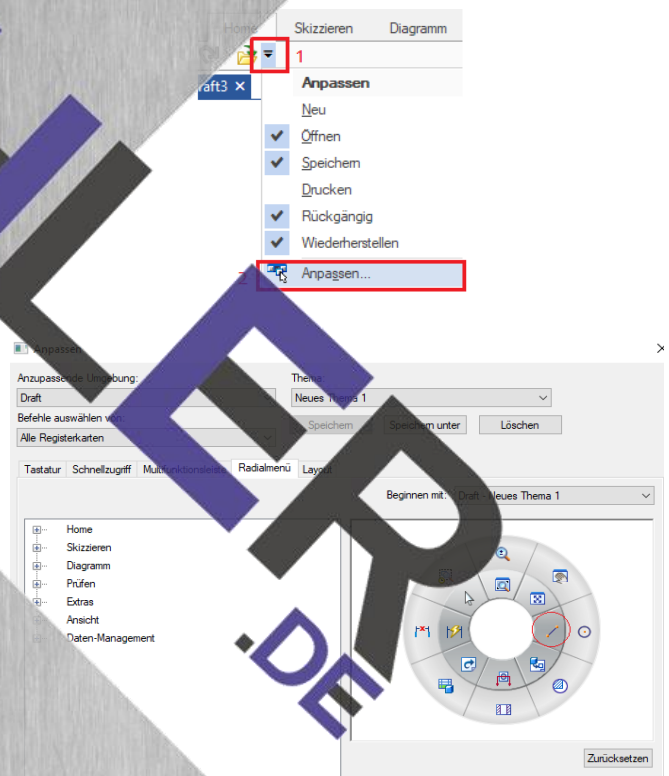 Home Skizzieren Diagramm
1
raft3 ×
Anpassen
Neu
Öffnen
Speichern
Drucken
Rückgängig
Wiederherstellen
2 Anpassen...
Anpassen
Anzupassende Umgebung: Thema:
Draft Neues Thema 1
Befehle auswählen von:
Speichern Speichern unter Löschen
Alle Registerkarten
Tastatur Schnellzugriff Multifunktionsleiste Radialmenü Layout
Beginnen mit: Draft - Neues Thema 1
Home
Skizzieren
Diagramm
Prüfen
Extras
Ansicht
Daten-Management
Zurücksetzen
LER
.DE